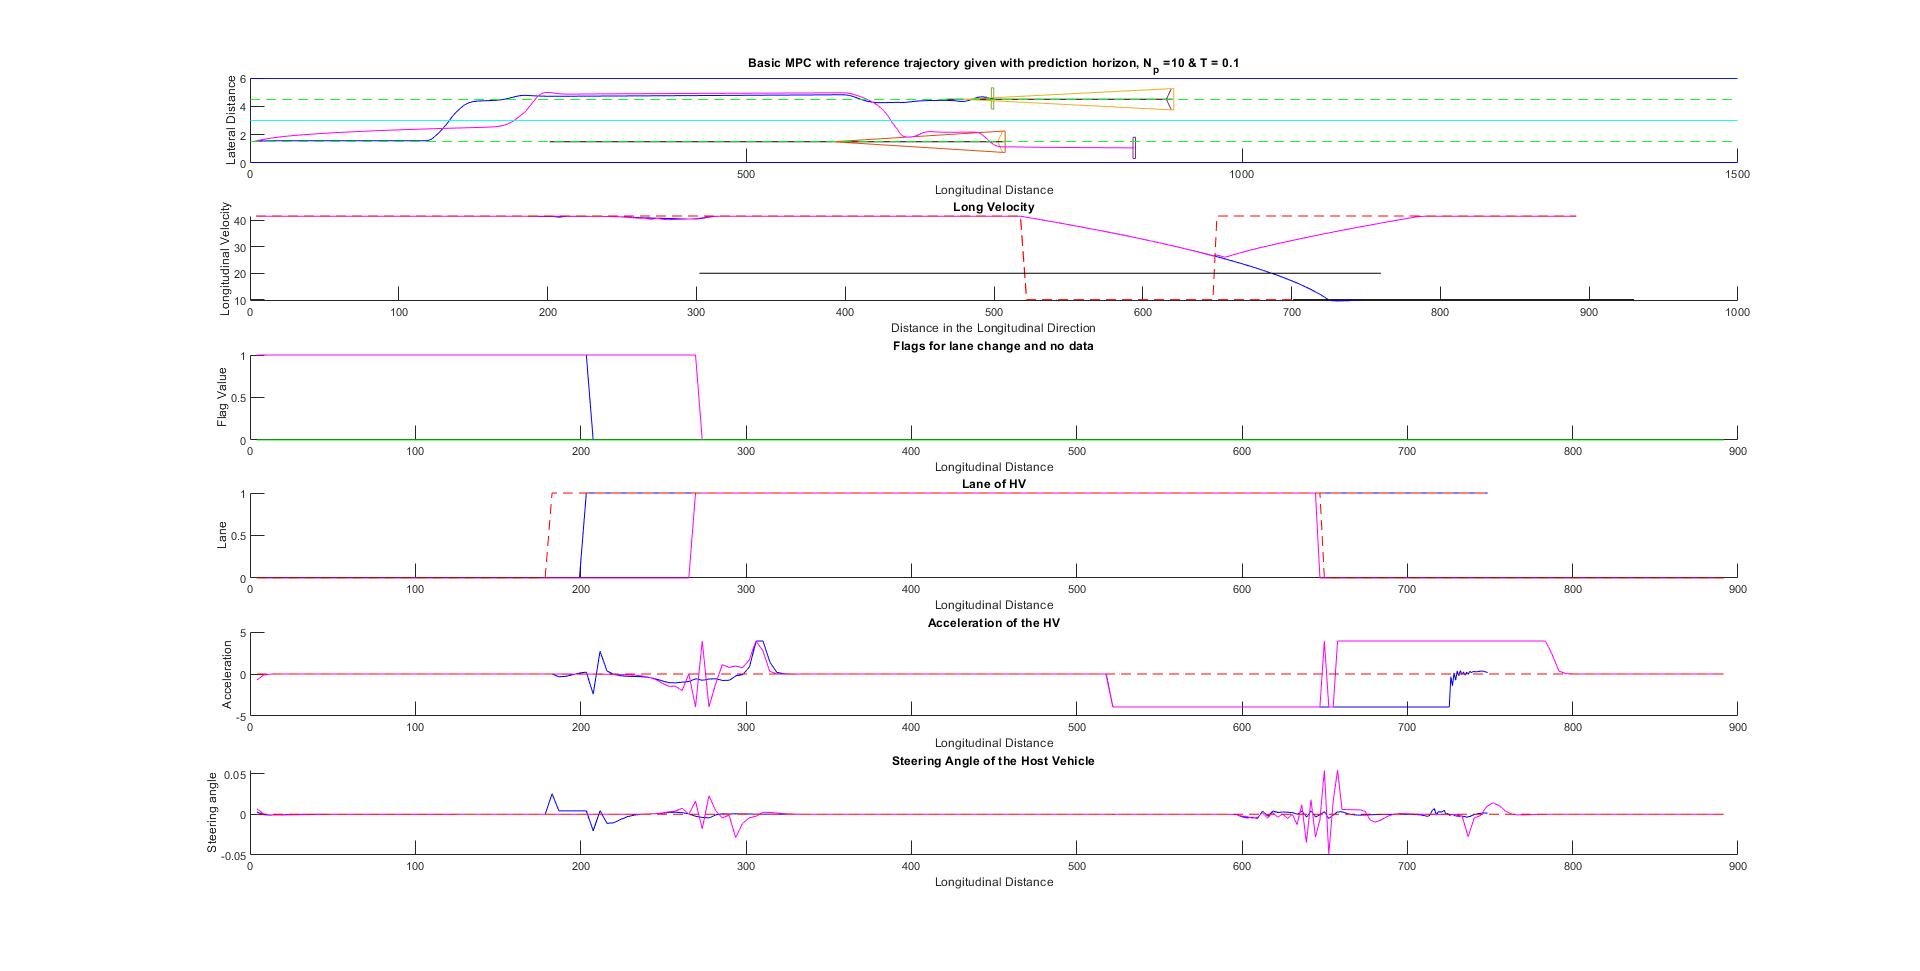 Basic MPC with reference trajectory given with prediction horizon, Np =10 & T = 0.1
Lateral Distance
6
4
2
0
0 500 1000 1500
Longitudinal Distance
Long Velocity
Longitudinal Velocity
40
30
20
10
0 100 200 300 400 500 600 700 800 900 1000
Distance in the Longitudinal Direction
Flags for lane change and no data
Flag Value
1
0.5
0
0 100 200 300 400 500 600 700 800 900
Longitudinal Distance
Lane of HV
Lane
1
0.5
0
0 100 200 300 400 500 600 700 800 900
Longitudinal Distance
Acceleration of the HV
Acceleration
5
0
-5
0 100 200 300 400 500 600 700 800 900
Longitudinal Distance
Steering Angle of the Host Vehicle
Steering angle
0.05
0
-0.05
0 100 200 300 400 500 600 700 800 900
Longitudinal Distance